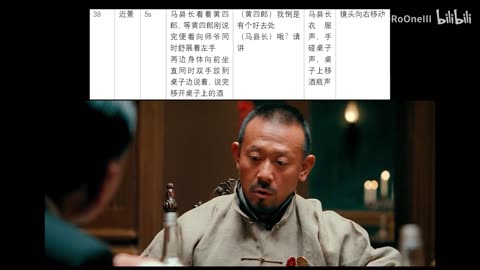 RoOneIII bilibili
38 近景 5s 马县长看着黄四 (黄四郎)我倒是 马县长 镜头向右移动
郎,等黄四郎刚说 有个好去处 衣服
完便看向师爷同 (马县长)哦?请 声,手
时舒展着左手 讲 碰桌子
再边身体向前坐 声,桌
直同时双手放到 子上移
桌子边说着,说完 酒瓶声
移开桌子上的酒